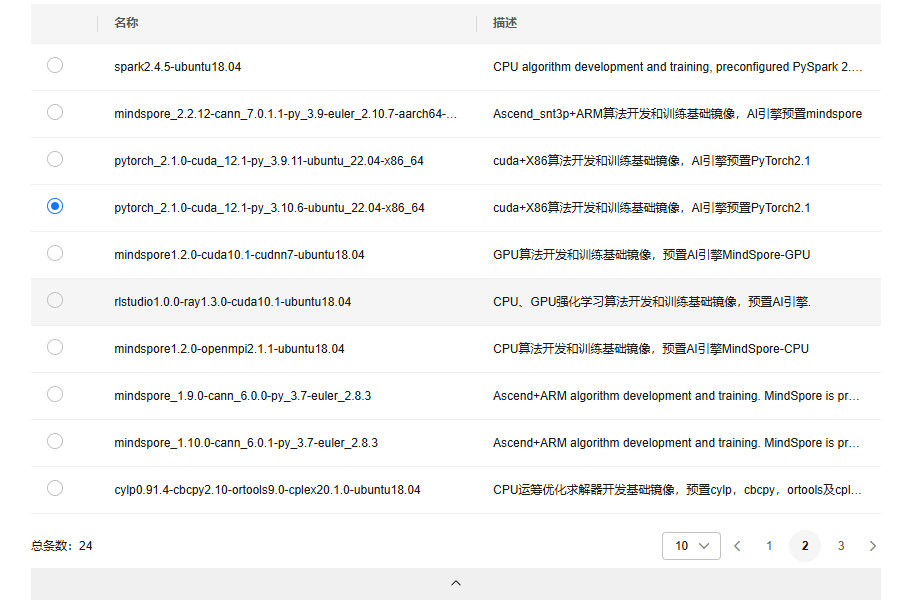 名称 描述
spark2.4.5-ubuntu18.04 CPU algorithm development and training, preconfigured PySpark 2....
mindspore_2.2.12-cann_7.0.1.1-py_3.9-euler_2.10.7-aarch64-... Ascend_snt3p+ARM算法开发和训练基础镜像，AI引擎预置mindspore
pytorch_2.1.0-cuda_12.1-py_3.9.11-ubuntu_22.04-x86_64 cuda+X86算法开发和训练基础镜像，AI引擎预置PyTorch2.1
pytorch_2.1.0-cuda_12.1-py_3.10.6-ubuntu_22.04-x86_64 cuda+X86算法开发和训练基础镜像，AI引擎预置PyTorch2.1
mindspore1.2.0-cuda10.1-cudnn7-ubuntu18.04 GPU算法开发和训练基础镜像，预置AI引擎MindSpore-GPU
rlstudio1.0.0-ray1.3.0-cuda10.1-ubuntu18.04 CPU、GPU强化学习算法开发和训练基础镜像，预置AI引擎.
mindspore1.2.0-openmpi2.1.1-ubuntu18.04 CPU算法开发和训练基础镜像，预置AI引擎MindSpore-CPU
mindspore_1.9.0-cann_6.0.0-py_3.7-euler_2.8.3 Ascend+ARM algorithm development and training. MindSpore is pr...
mindspore_1.10.0-cann_6.0.1-py_3.7-euler_2.8.3 Ascend+ARM algorithm development and training. MindSpore is pr...
cylp0.91.4-cbcpy2.10-ortools9.0-cplex20.1.0-ubuntu18.04 CPU运筹优化求解器开发基础镜像，预置cylp，cbcpy，ortools及cpl...
总条数：24 10 1 2 3